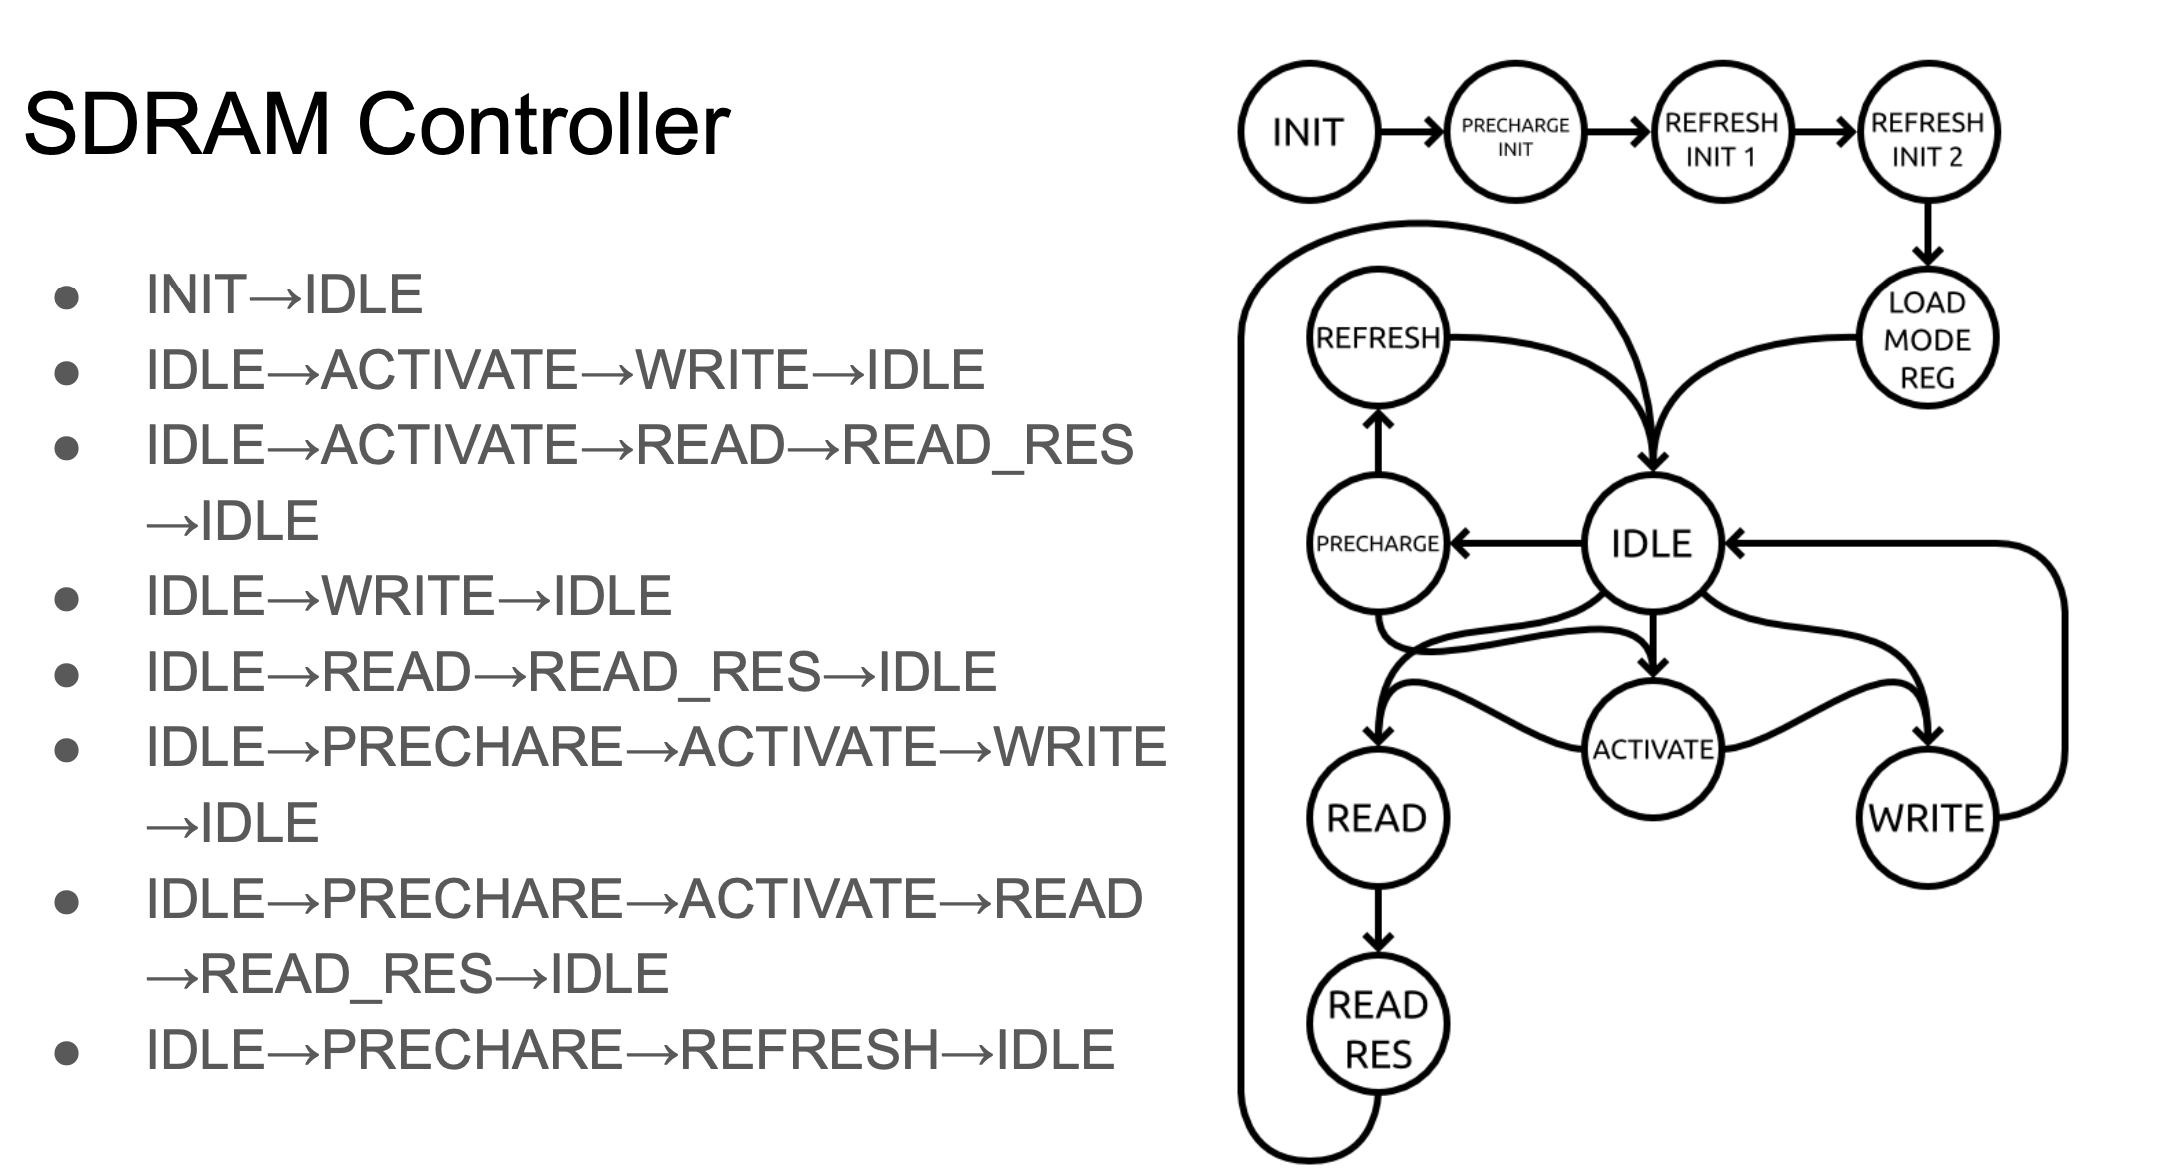 SDRAM Controller
● INIT→IDLE
● IDLE→ACTIVATE→WRITE→IDLE
● IDLE→ACTIVATE→READ→READ_RES
→IDLE
● IDLE→WRITE→IDLE
● IDLE→READ→READ_RES→IDLE
● IDLE→PRECHARE→ACTIVATE→WRITE
→IDLE
● IDLE→PRECHARE→ACTIVATE→READ
→READ_RES→IDLE
● IDLE→PRECHARE→REFRESH→IDLE
INIT
PRECHARGE
INIT
REFRESH
INIT 1
REFRESH
INIT 2
REFRESH
LOAD
MODE
REG
PRECHARGE
IDLE
READ
ACTIVATE
WRITE
READ
RES